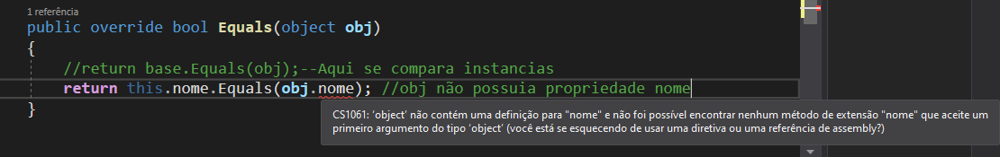 1 referência
public override bool Equals(object obj)
{
//return base.Equals(obj);--Aqui se compara instancias
return this.nome.Equals(obj.nome); //obj não possuia propriedade nome
}
CS1061: 'object' não contém uma definição para "nome" e não foi possível encontrar nenhum método de extensão "nome" que aceite um
primeiro argumento do tipo 'object' (você está se esquecendo de usar uma diretiva ou uma referência de assembly?)